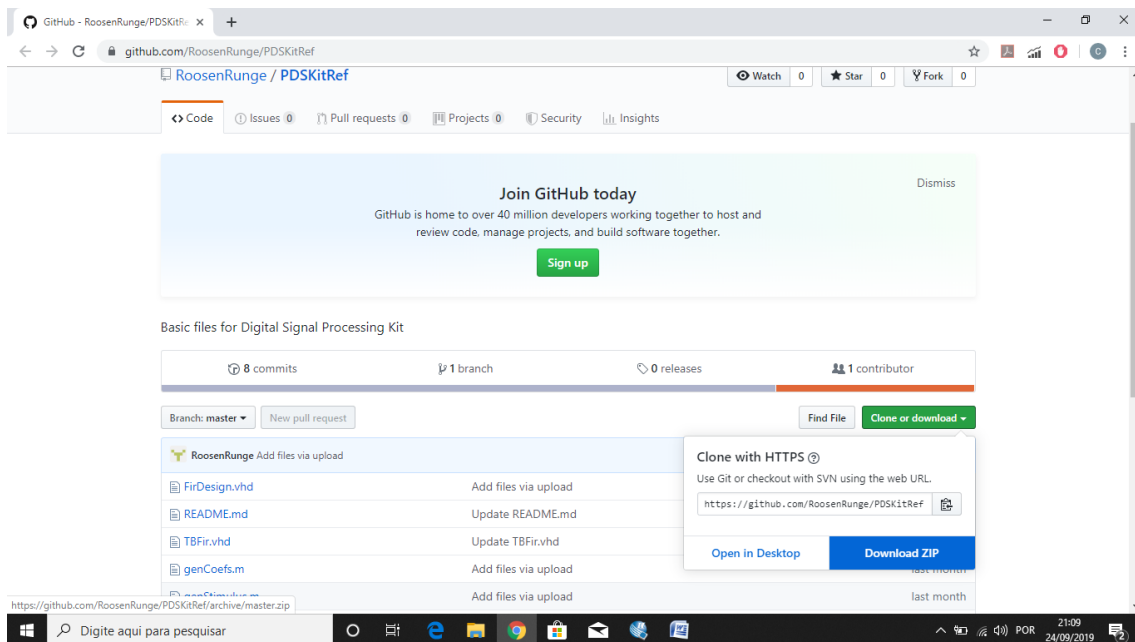 GitHub - RoosenRunge/PDSKitRe
github.com/RoosenRunge/PDSKitRef
RoosenRunge / PDSKitRef
Watch 0 Star 0 Fork 0
Code Issues 0 Pull requests 0 Projects 0 Security Insights
Dismiss
Join GitHub today
GitHub is home to over 40 million developers working together to host and
review code, manage projects, and build software together.
Sign up
Basic files for Digital Signal Processing Kit
8 commits 1 branch 0 releases 1 contributor
Branch: master New pull request Find File Clone or download
RoosenRunge Add files via upload
Clone with HTTPS
Use Git or checkout with SVN using the web URL.
https://github.com/RoosenRunge/PDSKitRef
Open in Desktop Download ZIP
FirDesign.vhd Add files via upload
README.md Update README.md
TBFir.vhd Update TBFir.vhd
genCoefs.m Add files via upload last month
genStimulus.m Add files via upload last month
https://github.com/RoosenRunge/PDSKitRef/archive/master.zip
Digite aqui para pesquisar
POR
21:09
24/09/2019
2